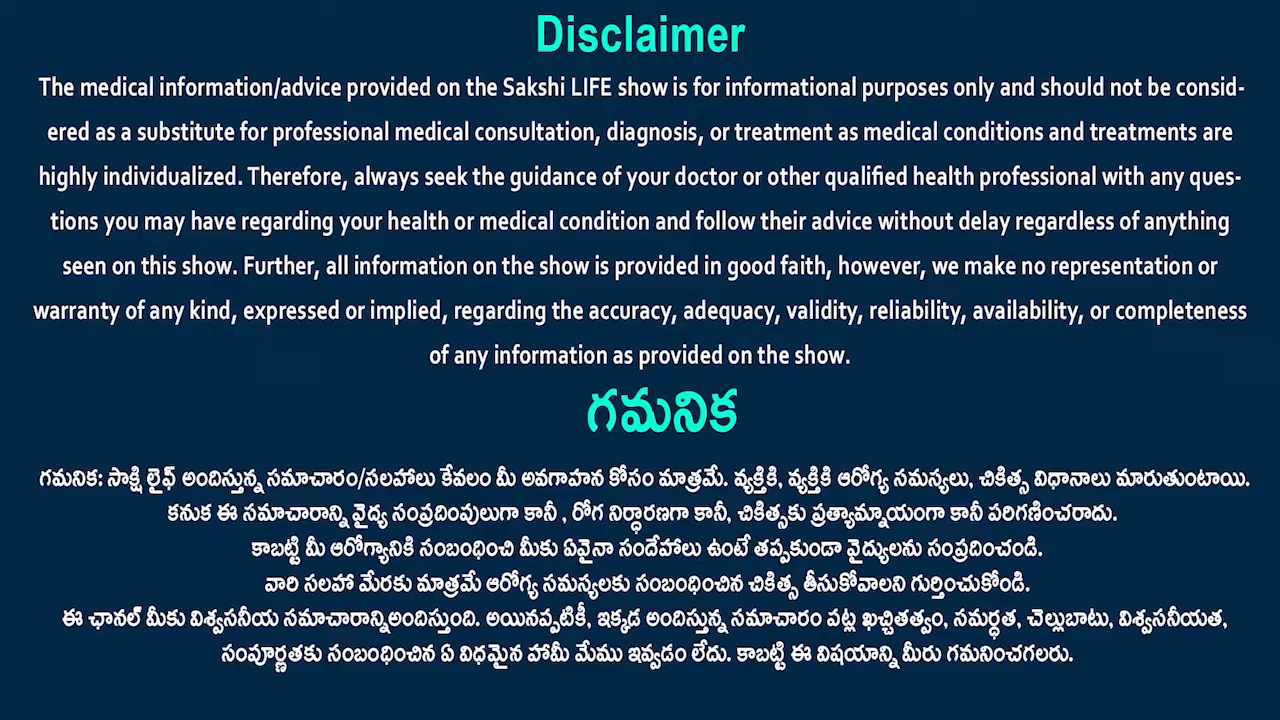 Disclaimer
The medical information/advice provided on the Sakshi LIFE show is for informational purposes only and should not be consid-
ered as a substitute for professional medical consultation, diagnosis, or treatment as medical conditions and treatments are
highly individualized. Therefore, always seek the guidance of your doctor or other qualified health professional with any ques-
tions you may have regarding your health or medical condition and follow their advice without delay regardless of anything
seen on this show. Further, all information on the show is provided in good faith, however, we make no representation or
warranty of any kind, expressed or implied, regarding the accuracy, adequacy, validity, reliability, availability, or completeness
of any information as provided on the show.
గమనిక
గమనిక: సాక్షి లైఫ్ అందిస్తున్న సమాచారం/సలహాలు కేవలం మీ అవగాహన కోసం మాత్రమే. వ్యక్తికి, వ్యక్తికి ఆరోగ్య సమస్యలు, చికిత్స విధానాలు మారుతుంటాయి.
కనుక ఈ సమాచారాన్ని వైద్య సంప్రదింపులుగా కానీ , రోగ నిర్ధారణగా కానీ, చికిత్సకు ప్రత్యామ్నాయంగా కానీ పరిగణించరాదు.
కాబట్టి మీ ఆరోగ్యానికి సంబంధించి మీకు ఏవైనా సందేహాలు ఉంటే తప్పకుండా వైద్యులను సంప్రదించండి.
వారి సలహా మేరకు మాత్రమే ఆరోగ్య సమస్యలకు సంబంధించిన చికిత్స తీసుకోవాలని గుర్తించుకోండి.
ఈ ఛానల్ మీకు విశ్వసనీయ సమాచారాన్నిఅందిస్తుంది. అయినప్పటికీ, ఇక్కడ అందిస్తున్న సమాచారం పట్ల ఖచ్చితత్వం, సమర్ధత, చెల్లుబాటు, విశ్వసనీయత,
సంపూర్ణతకు సంబంధించిన ఏ విధమైన హామీ మేము ఇవ్వడం లేదు. కాబట్టి ఈ విషయాన్ని మీరు గమనించగలరు.